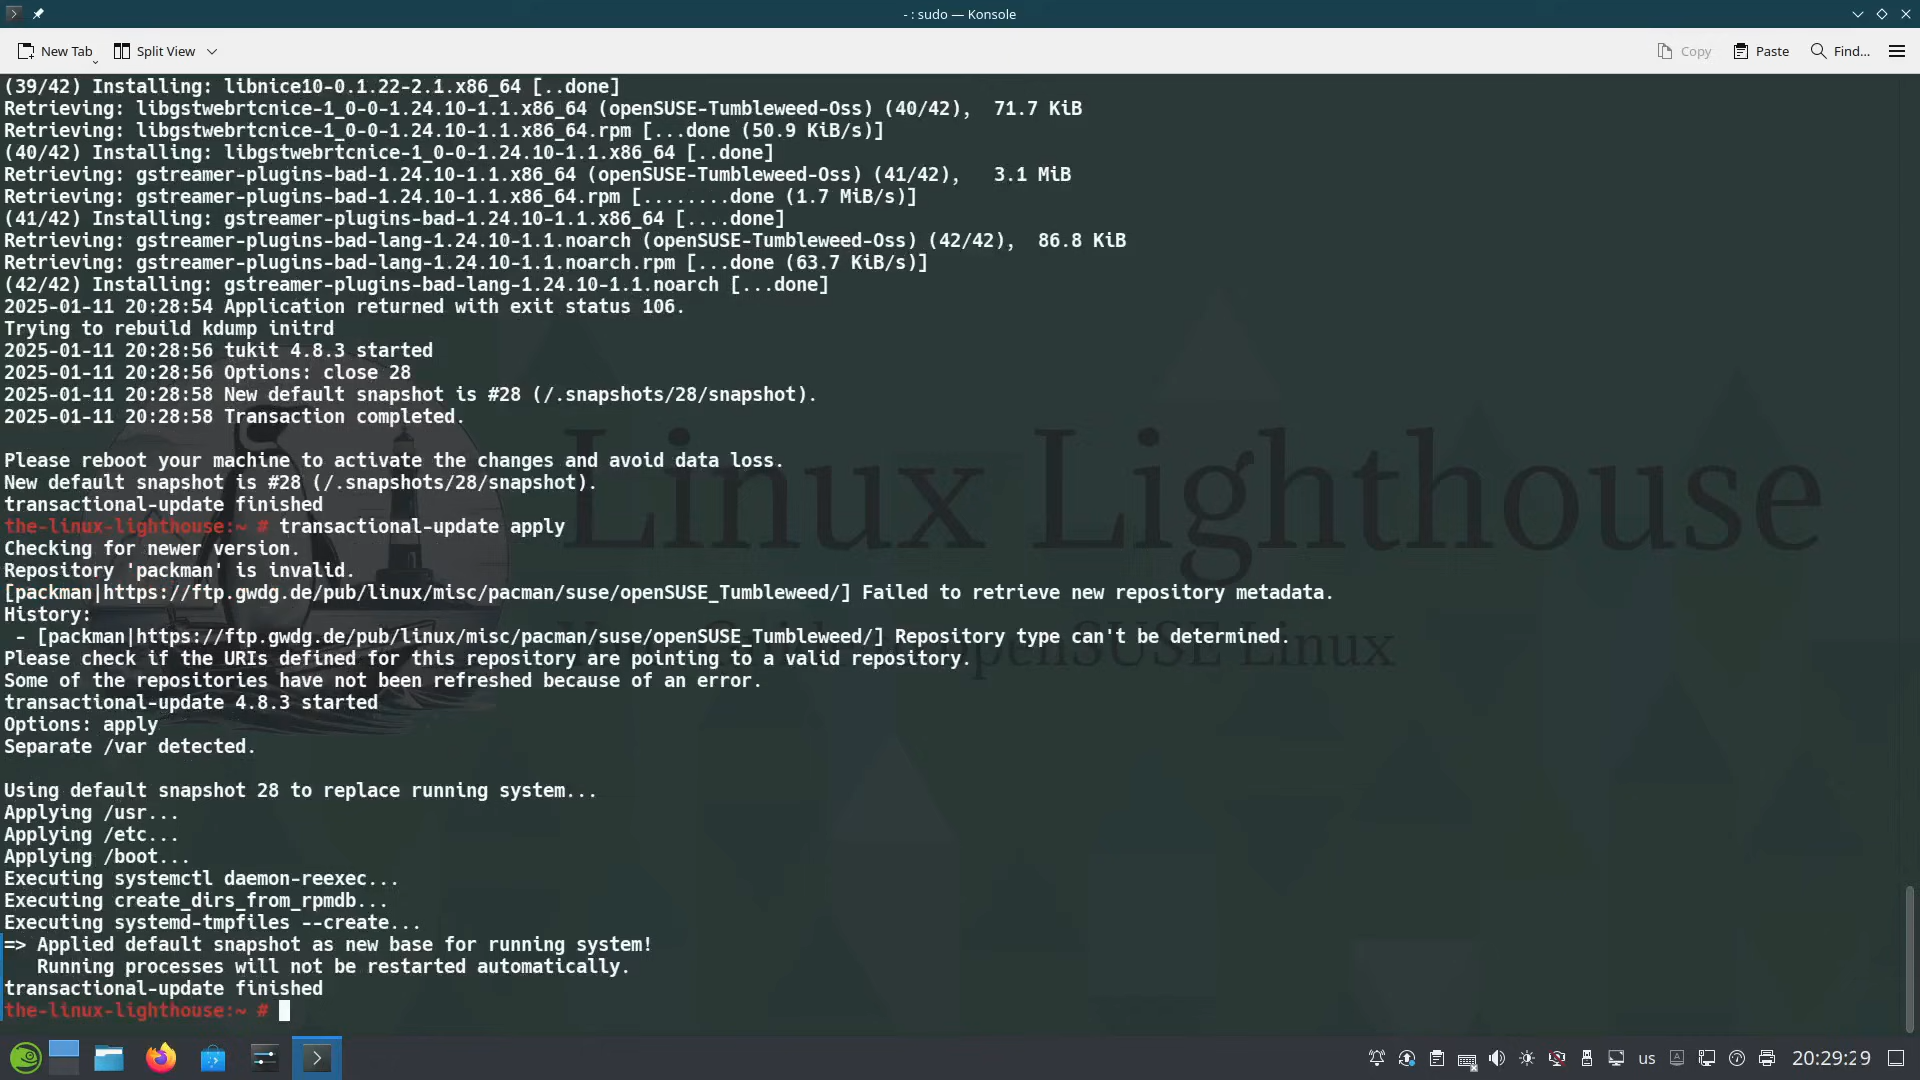 - : sudo — Konsole
New Tab
Split View
Copy
Paste
Find...
(39/42) Installing: libnice10-0.1.22-2.1.x86_64 [..done]
Retrieving: libgstwebrtcnice-1_0-0-1.24.10-1.1.x86_64 (openSUSE-Tumbleweed-Oss) (40/42),  71.7 KiB
Retrieving: libgstwebrtcnice-1_0-0-1.24.10-1.1.x86_64.rpm [...done (50.9 KiB/s)]
(40/42) Installing: libgstwebrtcnice-1_0-0-1.24.10-1.1.x86_64 [..done]
Retrieving: gstreamer-plugins-bad-1.24.10-1.1.x86_64 (openSUSE-Tumbleweed-Oss) (41/42),   3.1 MiB
Retrieving: gstreamer-plugins-bad-1.24.10-1.1.x86_64.rpm [........done (1.7 MiB/s)]
(41/42) Installing: gstreamer-plugins-bad-1.24.10-1.1.x86_64 [....done]
Retrieving: gstreamer-plugins-bad-lang-1.24.10-1.1.noarch (openSUSE-Tumbleweed-Oss) (42/42),  86.8 KiB
Retrieving: gstreamer-plugins-bad-lang-1.24.10-1.1.noarch.rpm [...done (63.7 KiB/s)]
(42/42) Installing: gstreamer-plugins-bad-lang-1.24.10-1.1.noarch [...done]
2025-01-11 20:28:54 Application returned with exit status 106.
Trying to rebuild kdump initrd
2025-01-11 20:28:56 tukit 4.8.3 started
2025-01-11 20:28:56 Options: close 28
2025-01-11 20:28:58 New default snapshot is #28 (/.snapshots/28/snapshot).
2025-01-11 20:28:58 Transaction completed.
Please reboot your machine to activate the changes and avoid data loss.
New default snapshot is #28 (/.snapshots/28/snapshot).
transactional-update finished
the-linux-lighthouse:~ # transactional-update apply
Checking for newer version.
Repository 'packman' is invalid.
[packman|https://ftp.gwdg.de/pub/linux/misc/pacman/suse/openSUSE_Tumbleweed/] Failed to retrieve new repository metadata.
History:
 - [packman|https://ftp.gwdg.de/pub/linux/misc/pacman/suse/openSUSE_Tumbleweed/] Repository type can't be determined.
Please check if the URIs defined for this repository are pointing to a valid repository.
Some of the repositories have not been refreshed because of an error.
transactional-update 4.8.3 started
Options: apply
Separate /var detected.
Using default snapshot 28 to replace running system...
Applying /usr...
Applying /etc...
Applying /boot...
Executing systemctl daemon-reexec...
Executing create_dirs_from_rpmdb...
Executing systemd-tmpfiles --create...
=> Applied default snapshot as new base for running system!
   Running processes will not be restarted automatically.
transactional-update finished
the-linux-lighthouse:~ #
Linux Lighthouse
openSUSE Linux
us
20:29:29